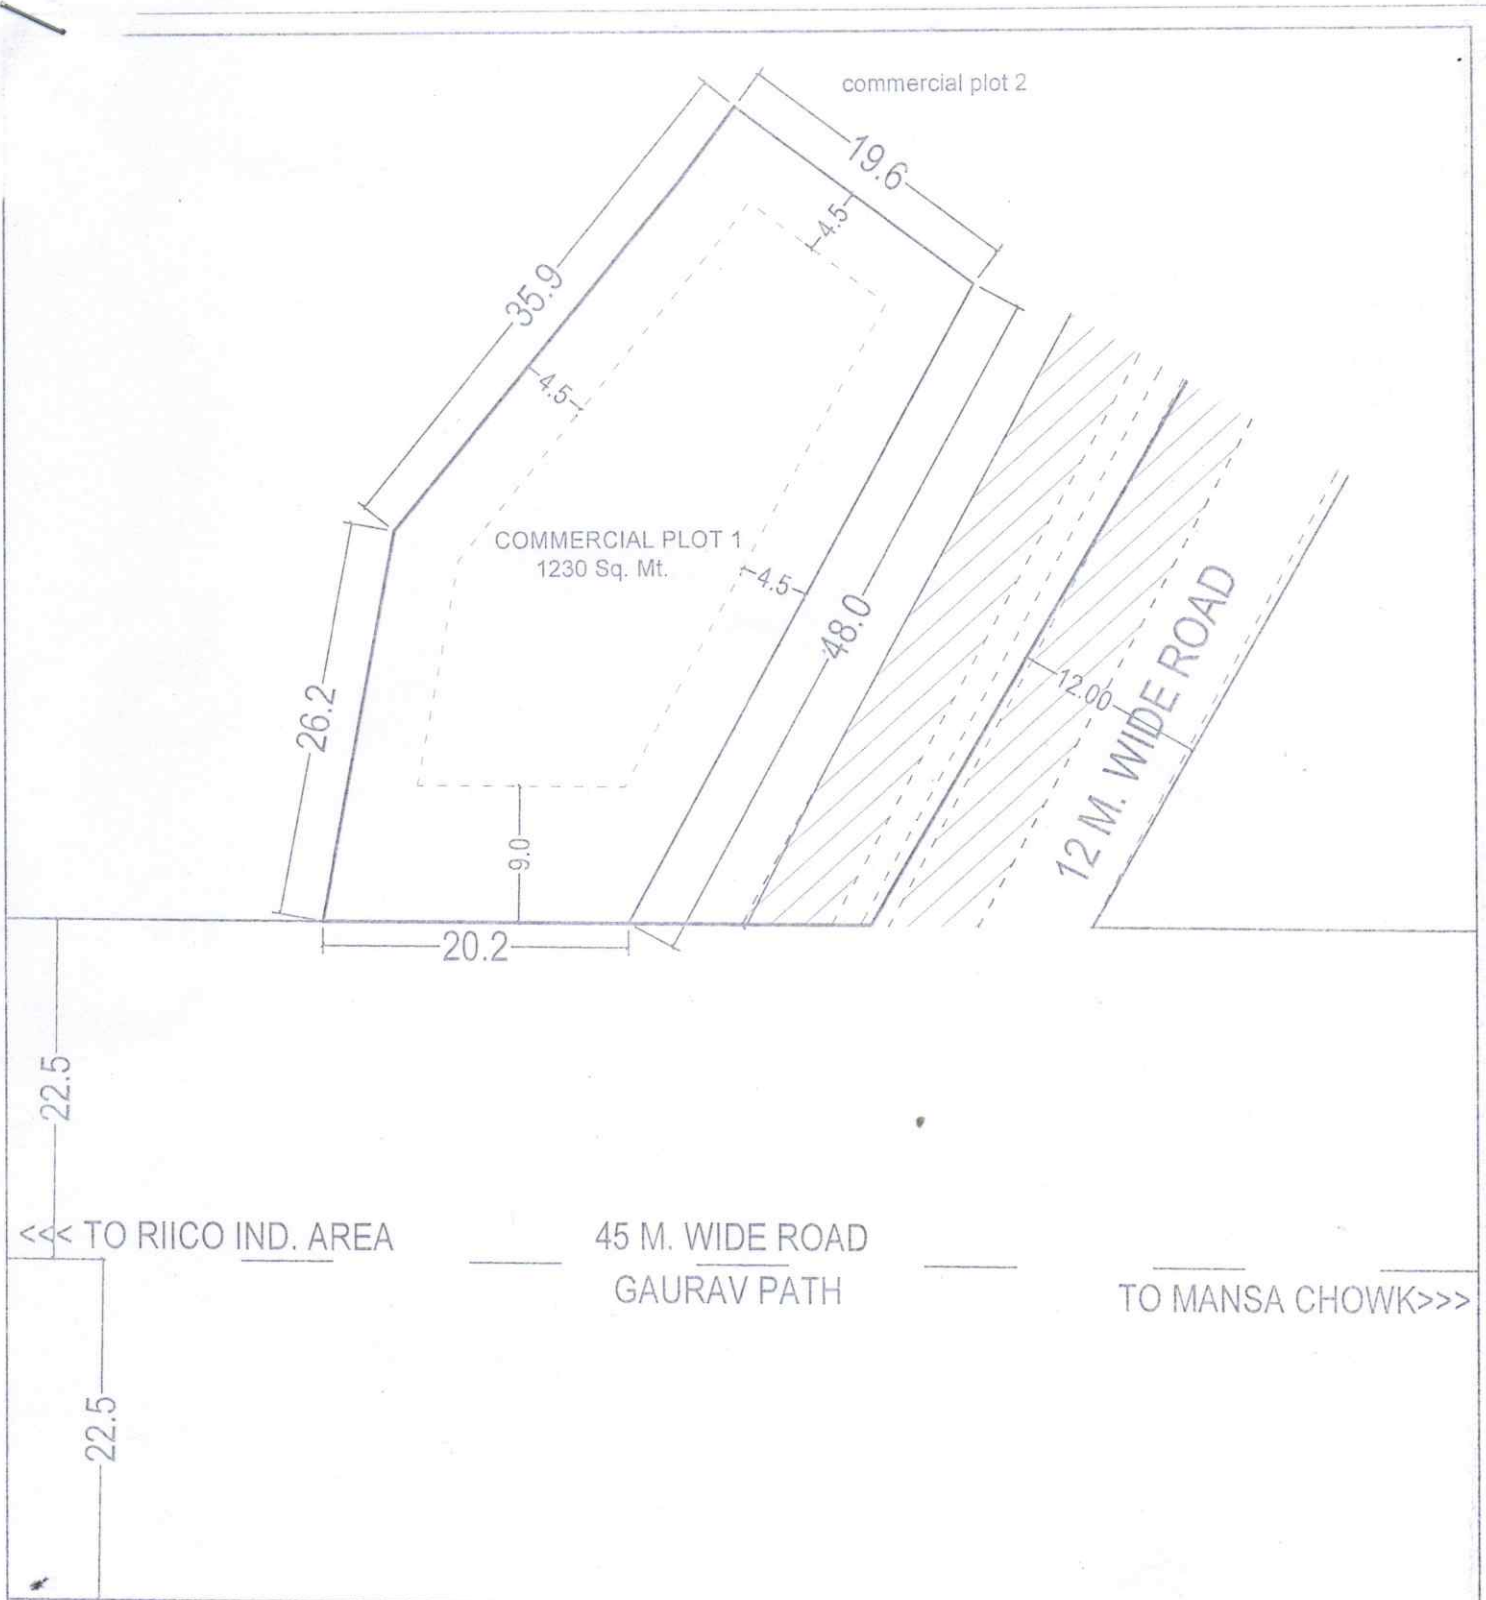 commercial plot 2
19.6
4.5
35.9
4.5
COMMERCIAL PLOT 1
1230 Sq. Mt.
4.5
48.0
26.2
12.00
12 M. WIDE ROAD
9.0
20.2
22.5
<<< TO RIICO IND. AREA
45 M. WIDE ROAD
GAURAV PATH
TO MANSA CHOWK>>>
22.5